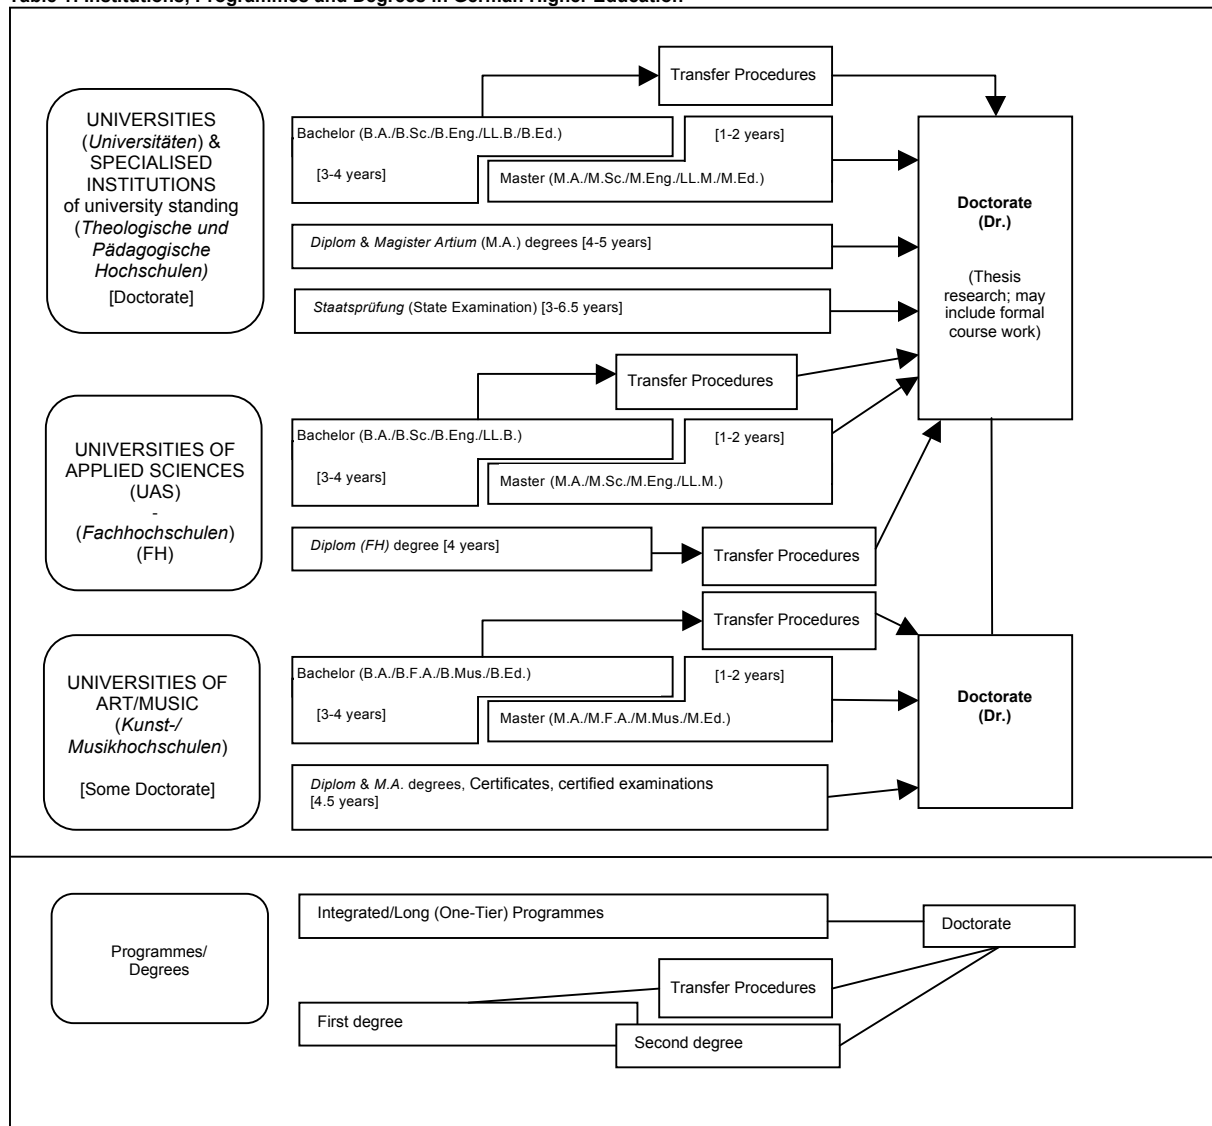 Table 1: Institutions, Programmes and Degrees in German Higher Education
Transfer Procedures
UNIVERSITIES
(Universitäten) &
SPECIALISED
INSTITUTIONS
of university standing
(Theologische und
Pädagogische
Hochschulen)
[Doctorate]
Bachelor (B.A./B.Sc./B.Eng./LL.B./B.Ed.)
[3-4 years]
[1-2 years]
Master (M.A./M.Sc./M.Eng./LL.M./M.Ed.)
Diplom & Magister Artium (M.A.) degrees [4-5 years]
Staatsprüfung (State Examination) [3-6.5 years]
Doctorate
(Dr.)
(Thesis
research; may
include formal
course work)
Transfer Procedures
UNIVERSITIES OF
APPLIED SCIENCES
(UAS)
-
(Fachhochschulen)
(FH)
Bachelor (B.A./B.Sc./B.Eng./LL.B.)
[3-4 years]
[1-2 years]
Master (M.A./M.Sc./M.Eng./LL.M.)
Diplom (FH) degree [4 years]
Transfer Procedures
Transfer Procedures
UNIVERSITIES OF
ART/MUSIC
(Kunst-/
Musikhochschulen)
[Some Doctorate]
Bachelor (B.A./B.F.A./B.Mus./B.Ed.)
[3-4 years]
[1-2 years]
Master (M.A./M.F.A./M.Mus./M.Ed.)
Diplom & M.A. degrees, Certificates, certified examinations
[4.5 years]
Doctorate
(Dr.)
Programmes/
Degrees
Integrated/Long (One-Tier) Programmes
Doctorate
Transfer Procedures
First degree
Second degree